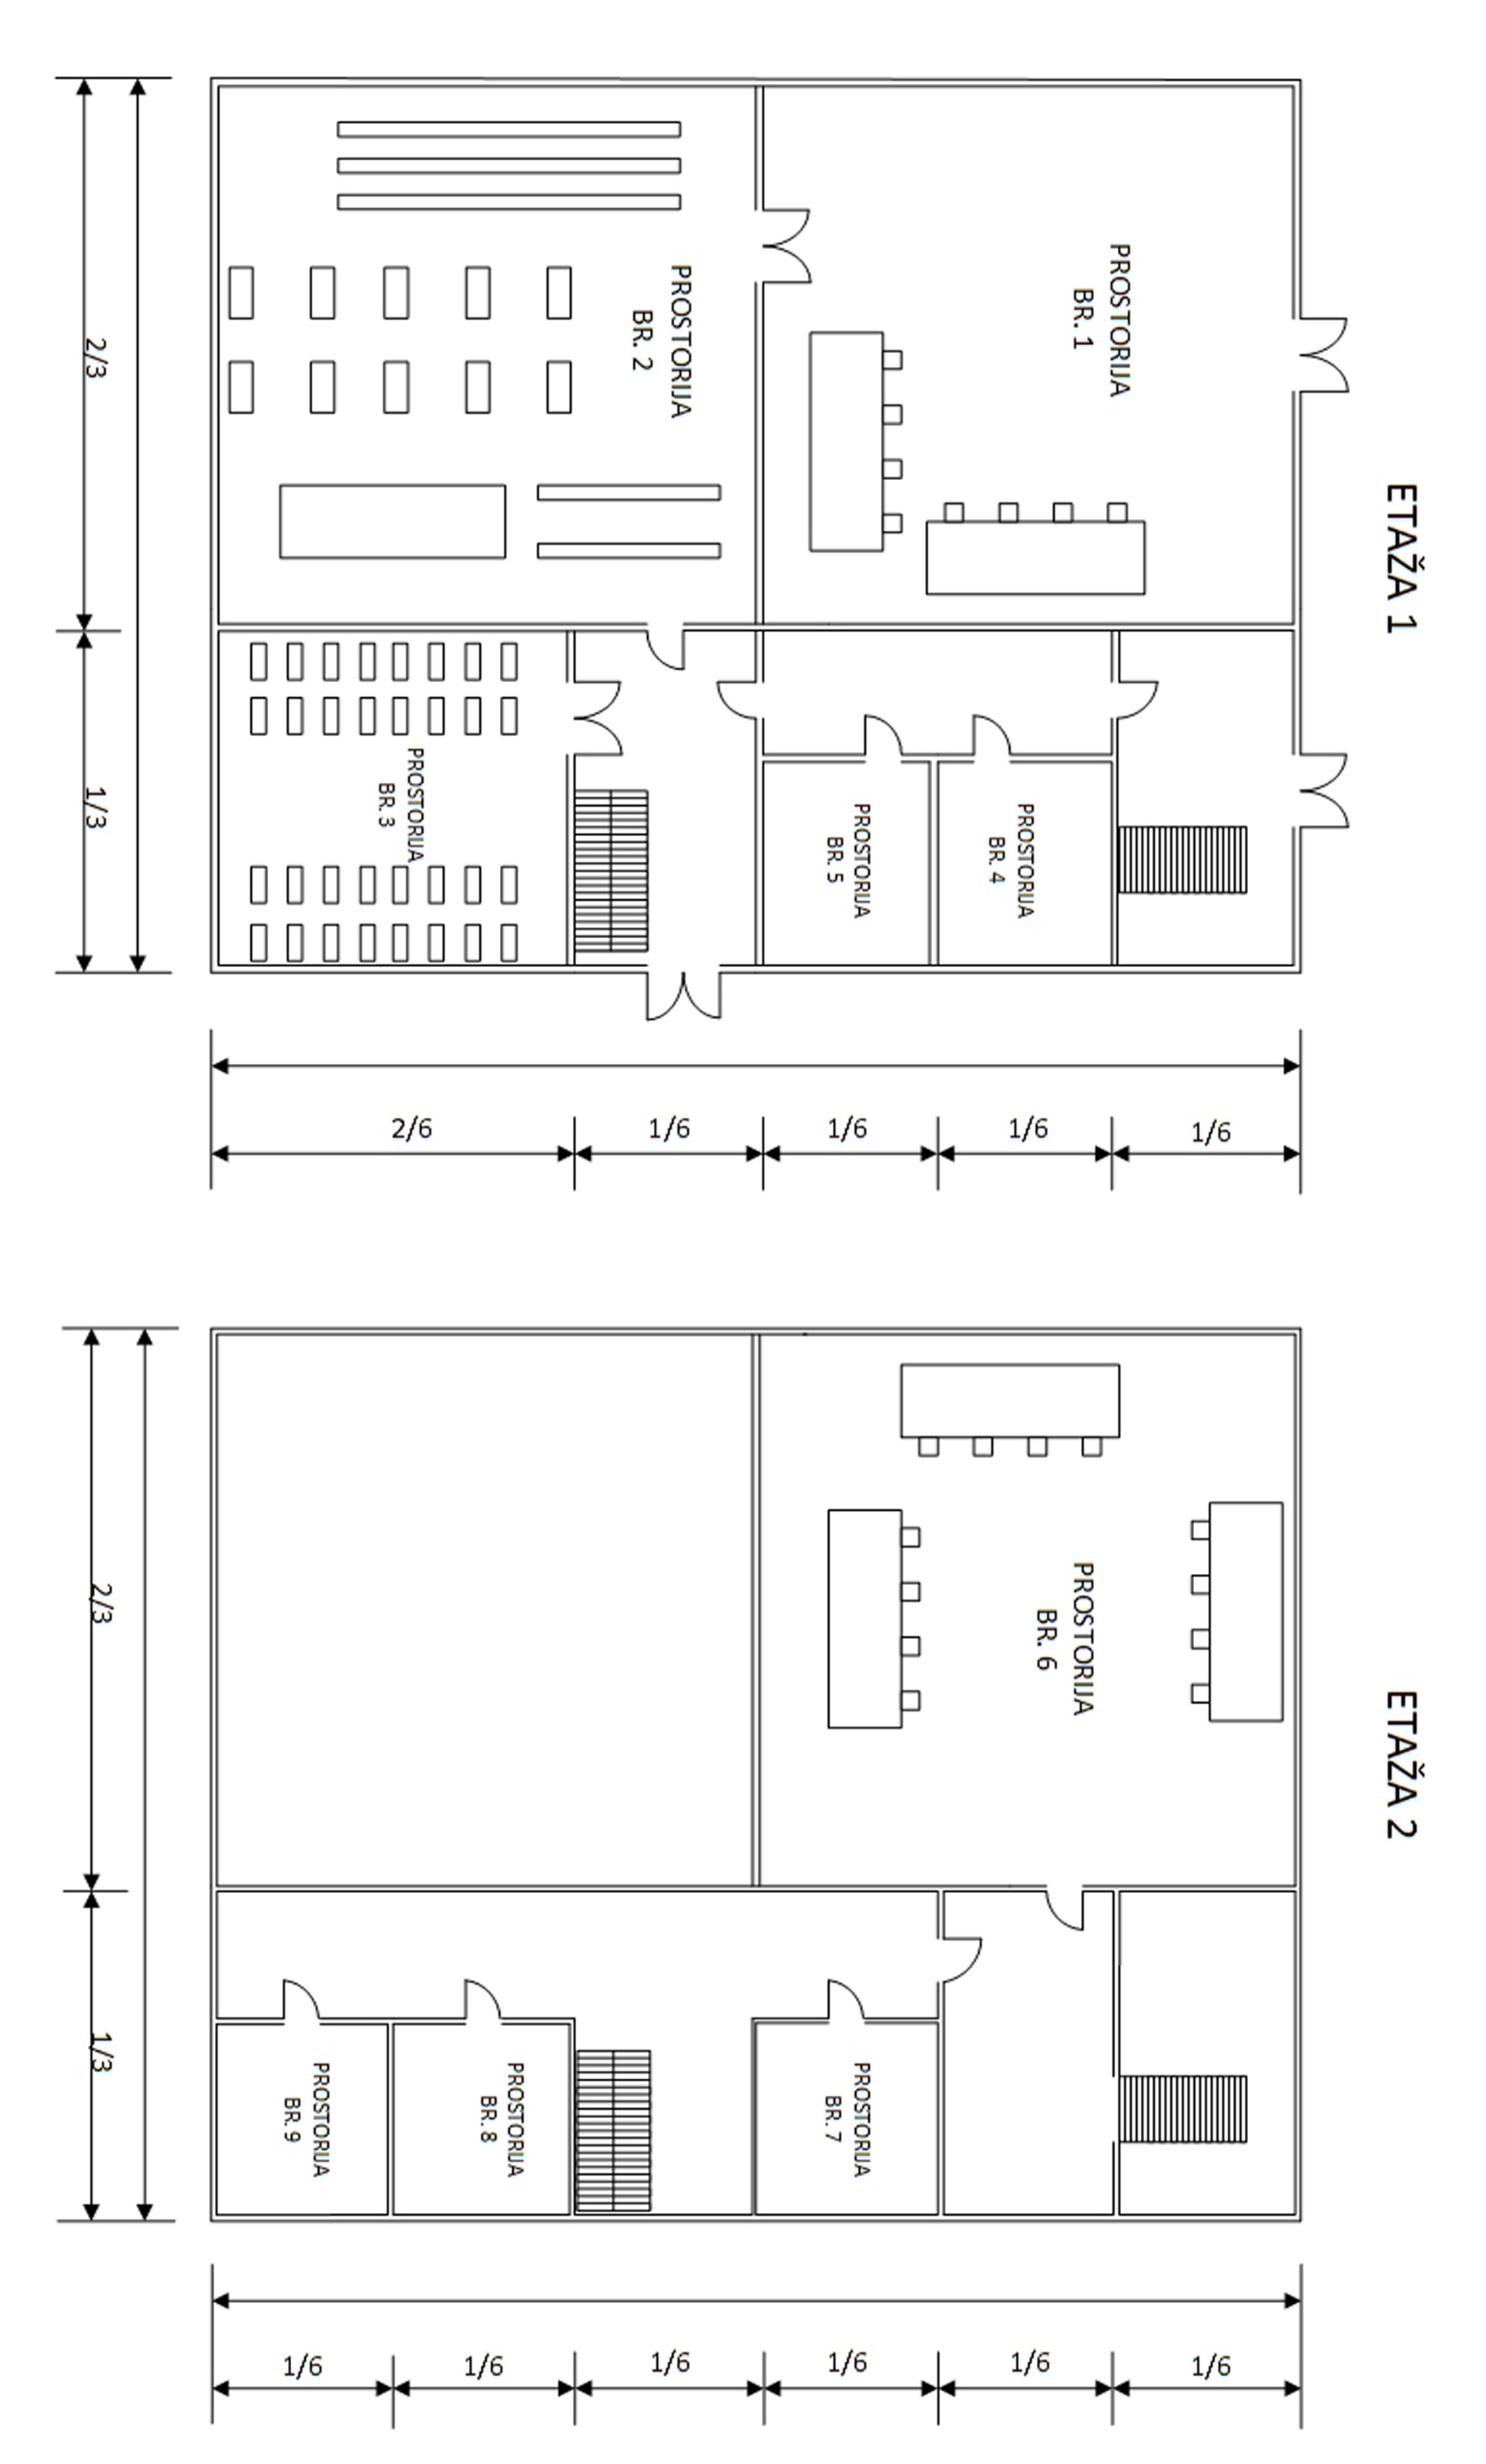 ETAŽA 1
PROSTORIJA
BR. 1
PROSTORIJA
BR. 2
PROSTORIJA
BR. 3
PROSTORIJA
BR. 4
PROSTORIJA
BR. 5
2/3
1/3
2/6
1/6
1/6
1/6
1/6
ETAŽA 2
PROSTORIJA
BR. 6
PROSTORIJA
BR. 7
PROSTORIJA
BR. 8
PROSTORIJA
BR. 9
2/3
1/3
1/6
1/6
1/6
1/6
1/6
1/6